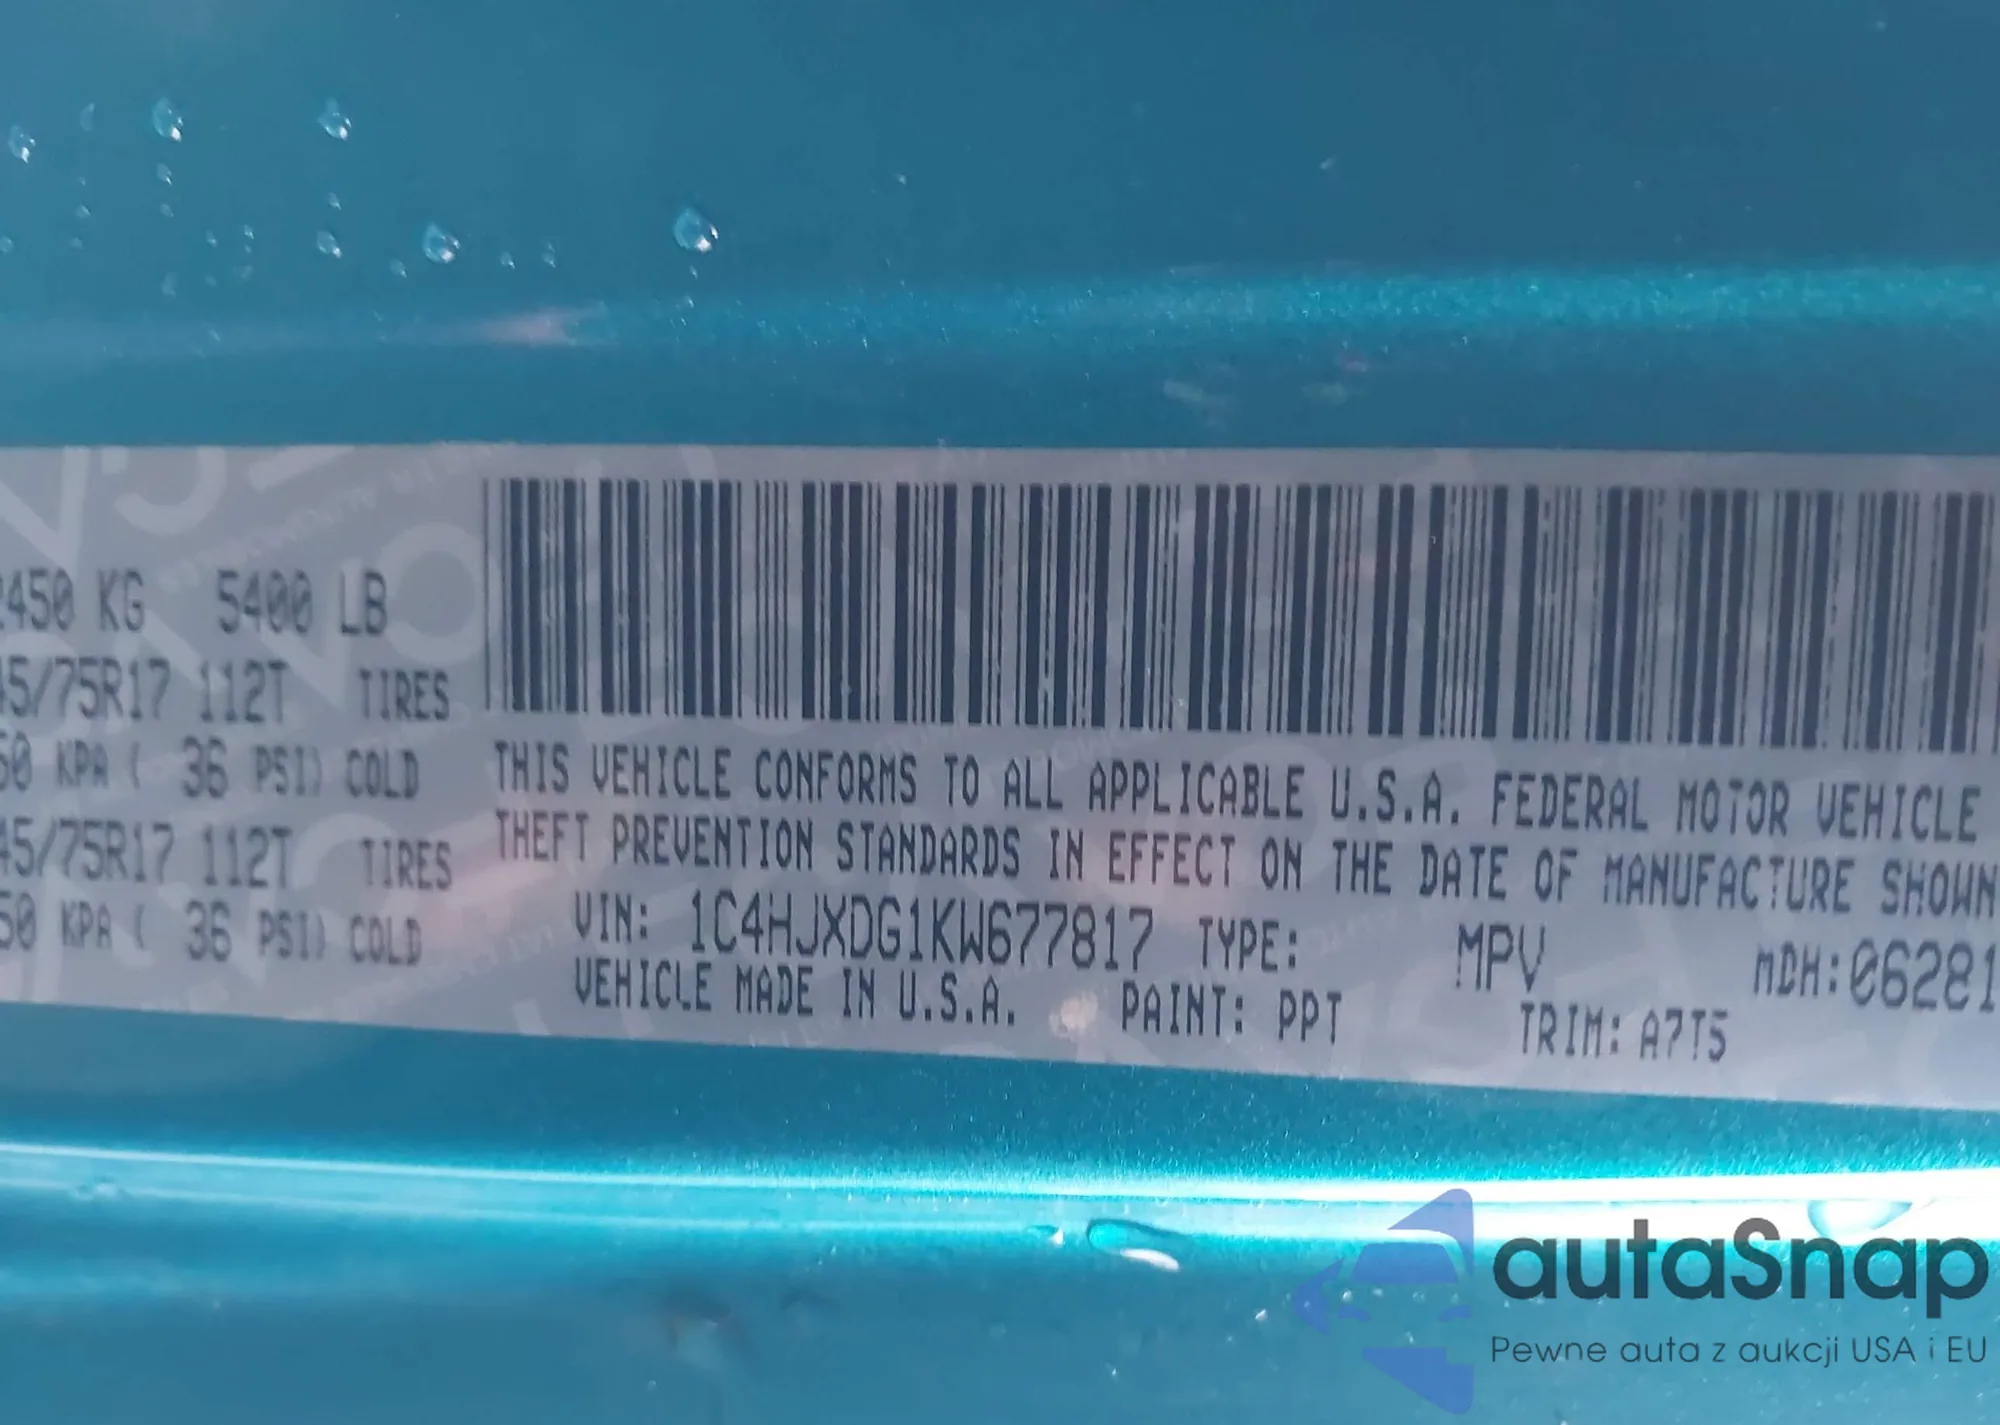 2450 KG 5400 LB
45/75R17 112T TIRES
50 KPA ( 36 PSI) COLD
45/75R17 112T TIRES
50 KPA ( 36 PSI) COLD
THIS VEHICLE CONFORMS TO ALL APPLICABLE U.S.A. FEDERAL MOTOR VEHICLE
THEFT PREVENTION STANDARDS IN EFFECT ON THE DATE OF MANUFACTURE SHOWN
VIN: 1C4HJXDG1KW677817 TYPE: MPV MDH: 06281
VEHICLE MADE IN U.S.A. PAINT: PPT TRIM: A7T5
autaSnap
Pewne auta z aukcji USA i EU